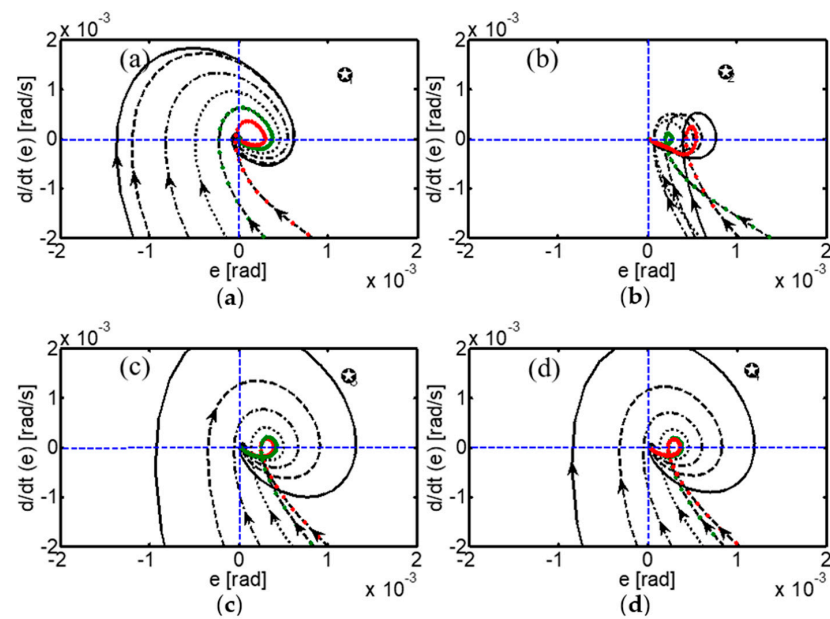 x 10⁻³
2
1
0
-1
-2
d/dt (e) [rad/s]
(a)
1
-2 -1 0 1 2
e [rad]
x 10⁻³
(a)
x 10⁻³
2
1
0
-1
-2
d/dt (e) [rad/s]
(b)
2
-2 -1 0 1 2
e [rad]
x 10⁻³
(b)
x 10⁻³
2
1
0
-1
-2
d/dt (e) [rad/s]
(c)
-2 -1 0 1 2
e [rad]
x 10⁻³
(c)
x 10⁻³
2
1
0
-1
-2
d/dt (e) [rad/s]
(d)
-2 -1 0 1 2
e [rad]
x 10⁻³
(d)